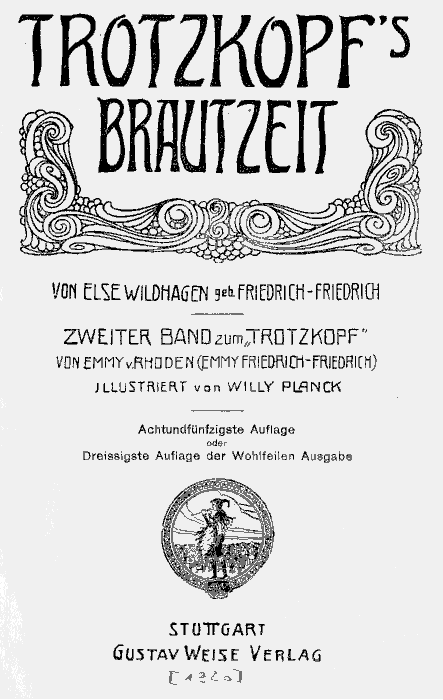 TROTZKOPF'S
BRAUTZEIT
VON ELSE WILDHAGEN geb. FRIEDRICH-FRIEDRICH
ZWEITER BAND zum „TROTZKOPF"
VON EMMY v. RHODEN (EMMY FRIEDRICH-FRIEDRICH)
ILLUSTRIERT von WILLY PLANCK
Achtundfünfzigste Auflage
oder
Dreissigste Auflage der Wohlfeilen Ausgabe
STUTTGART
GUSTAV WEISE VERLAG